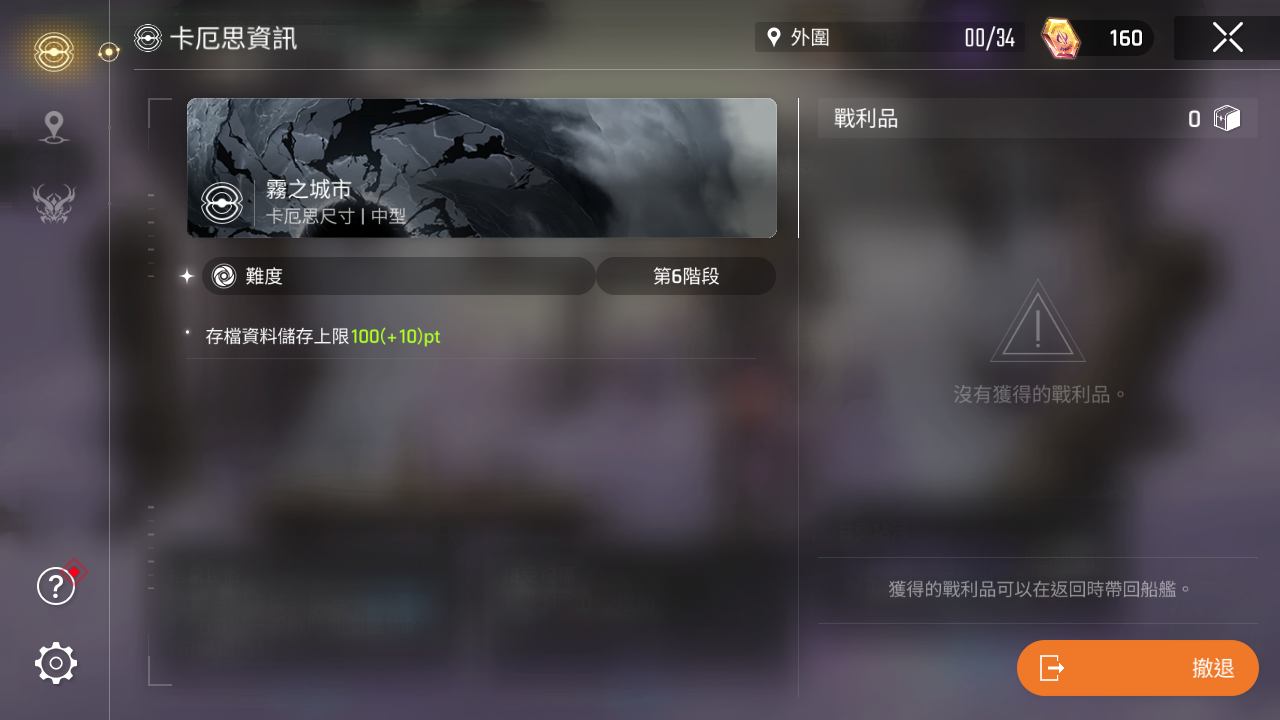 卡厄思資訊
外圍 00/34
160
霧之城市
卡厄思尺寸 | 中型
難度
第6階段
存檔資料儲存上限100(+10)pt
戰利品 0
沒有獲得的戰利品。
獲得的戰利品可以在返回時帶回船艦。
?
撤退